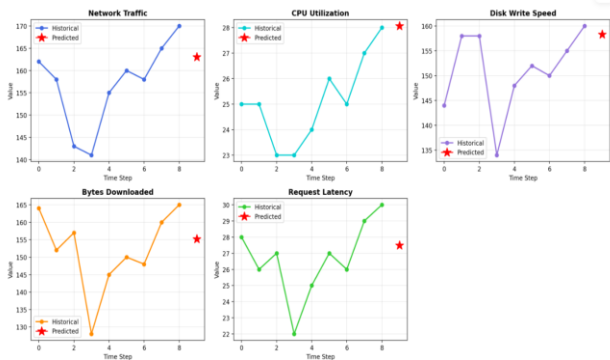 Network Traffic
Historical
Predicted
170
165
160
155
150
145
140
Value
0 2 4 6 8
Time Step
CPU Utilization
Historical
Predicted
28
27
26
25
24
23
Value
0 2 4 6 8
Time Step
Disk Write Speed
160
155
150
145
140
135
Value
Historical
Predicted
0 2 4 6 8
Time Step
Bytes Downloaded
165
160
155
150
145
140
135
130
Value
Historical
Predicted
0 2 4 6 8
Time Step
Request Latency
Historical
Predicted
30
29
28
27
26
25
24
23
22
Value
0 2 4 6 8
Time Step